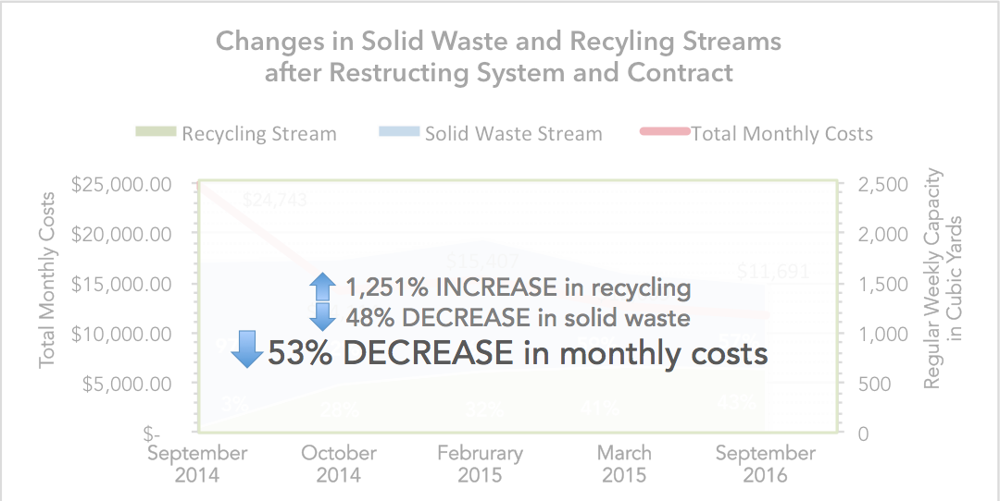 Changes in Solid Waste and Recyling Streams
after Restructing System and Contract
Recycling Stream
Solid Waste Stream
Total Monthly Costs
Total Monthly Costs
$25,000.00
$20,000.00
$15,000.00
$10,000.00
$5,000.00
$-
$24,743
$15,407
$11,691
1,251% INCREASE in recycling
48% DECREASE in solid waste
53% DECREASE in monthly costs
3%
28%
32%
41%
43%
2,500
2,000
1,500
1,000
500
0
Regular Weekly Capacity
in Cubic Yards
September
2014
October
2014
Februrary
2015
March
2015
September
2016